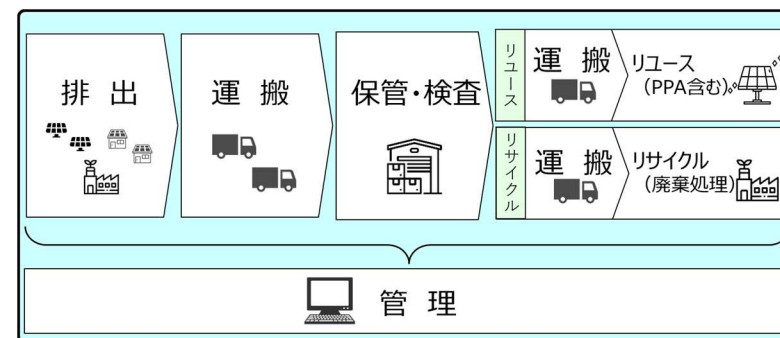 排出
運搬
保管・検査
リユース
運搬
リユース
(PPA含む)
リサイクル
運搬
リサイクル
(廃棄処理)
管理